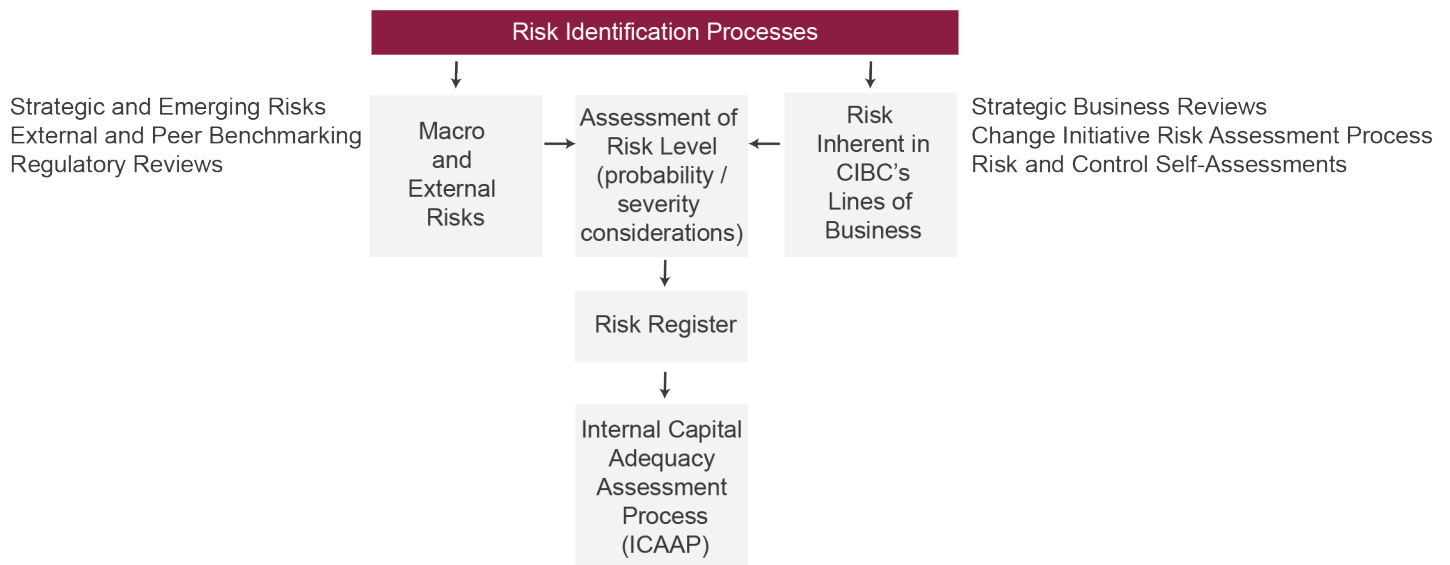 Risk Identification Processes
Strategic and Emerging Risks
External and Peer Benchmarking
Regulatory Reviews
Macro
and
External
Risks
Assessment of
Risk Level
(probability /
severity
considerations)
Risk
Inherent in
CIBC’s
Lines of
Business
Strategic Business Reviews
Change Initiative Risk Assessment Process
Risk and Control Self-Assessments
Risk Register
Internal Capital
Adequacy
Assessment
Process
(ICAAP)